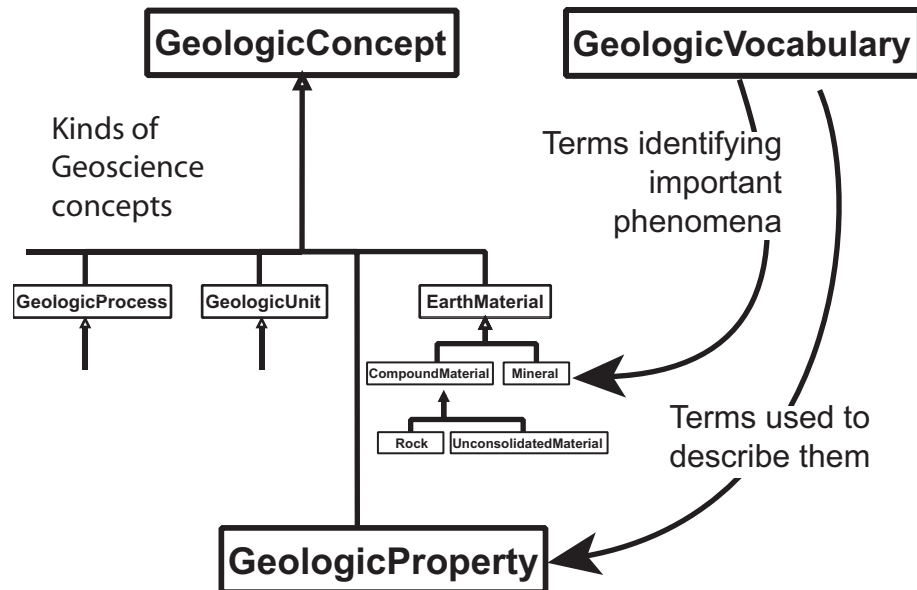 GeologicConcept
GeologicVocabulary
Kinds of
Geoscience
concepts
Terms identifying
important
phenomena
GeologicProcess
GeologicUnit
EarthMaterial
CompoundMaterial
Mineral
Rock
UnconsolidatedMaterial
Terms used to
describe them
GeologicProperty